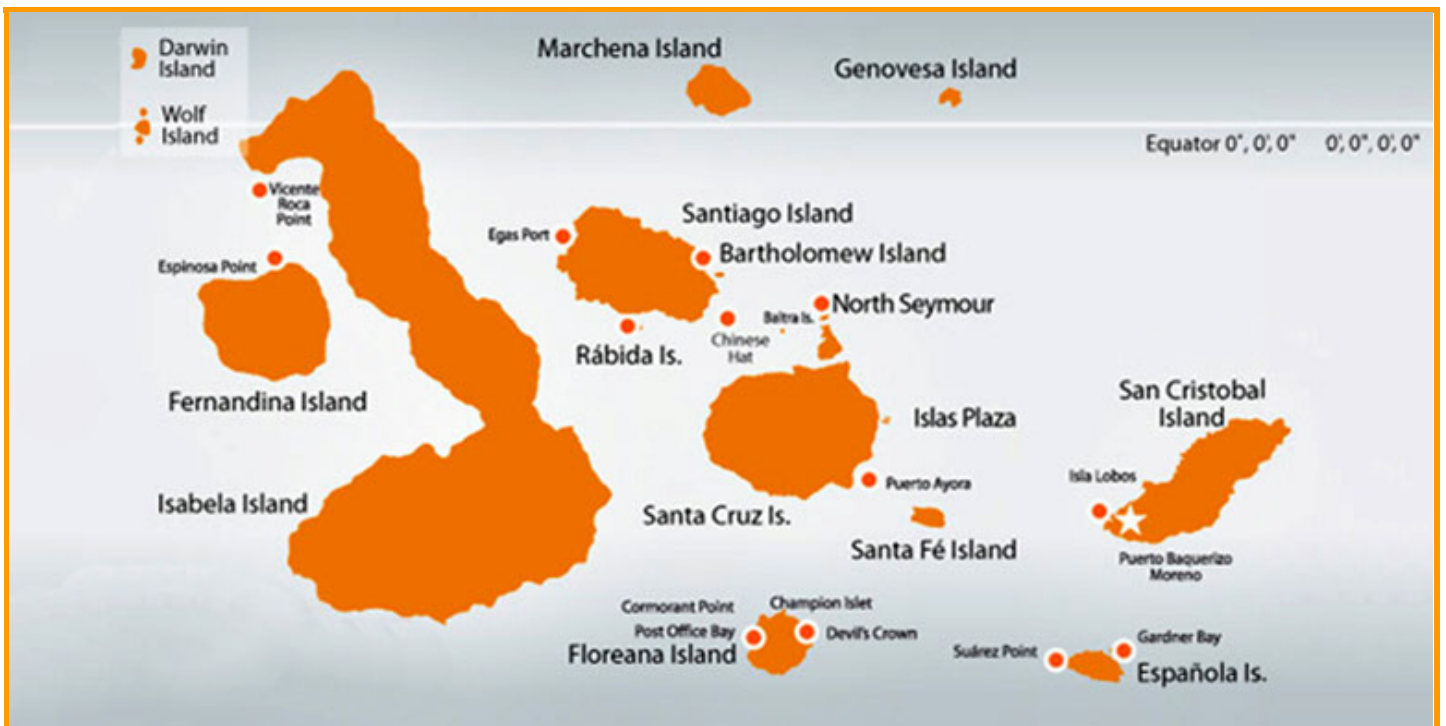 Darwin
Island
Wolf
Island
Marchena Island
Genovesa Island
Equator 0°, 0', 0"    0', 0", 0', 0"
Vicente
Roca
Point
Espinosa Point
Fernandina Island
Isabela Island
Egas Port
Santiago Island
Bartholomew Island
North Seymour
Baltra Is.
Chinese
Hat
Rábida Is.
Islas Plaza
Puerto Ayora
Santa Cruz Is.
Santa Fé Island
San Cristobal
Island
Isla Lobos
Puerto Baquerizo
Moreno
Cormorant Point
Champion Islet
Post Office Bay
Devil's Crown
Floreana Island
Suárez Point
Gardner Bay
Española Is.